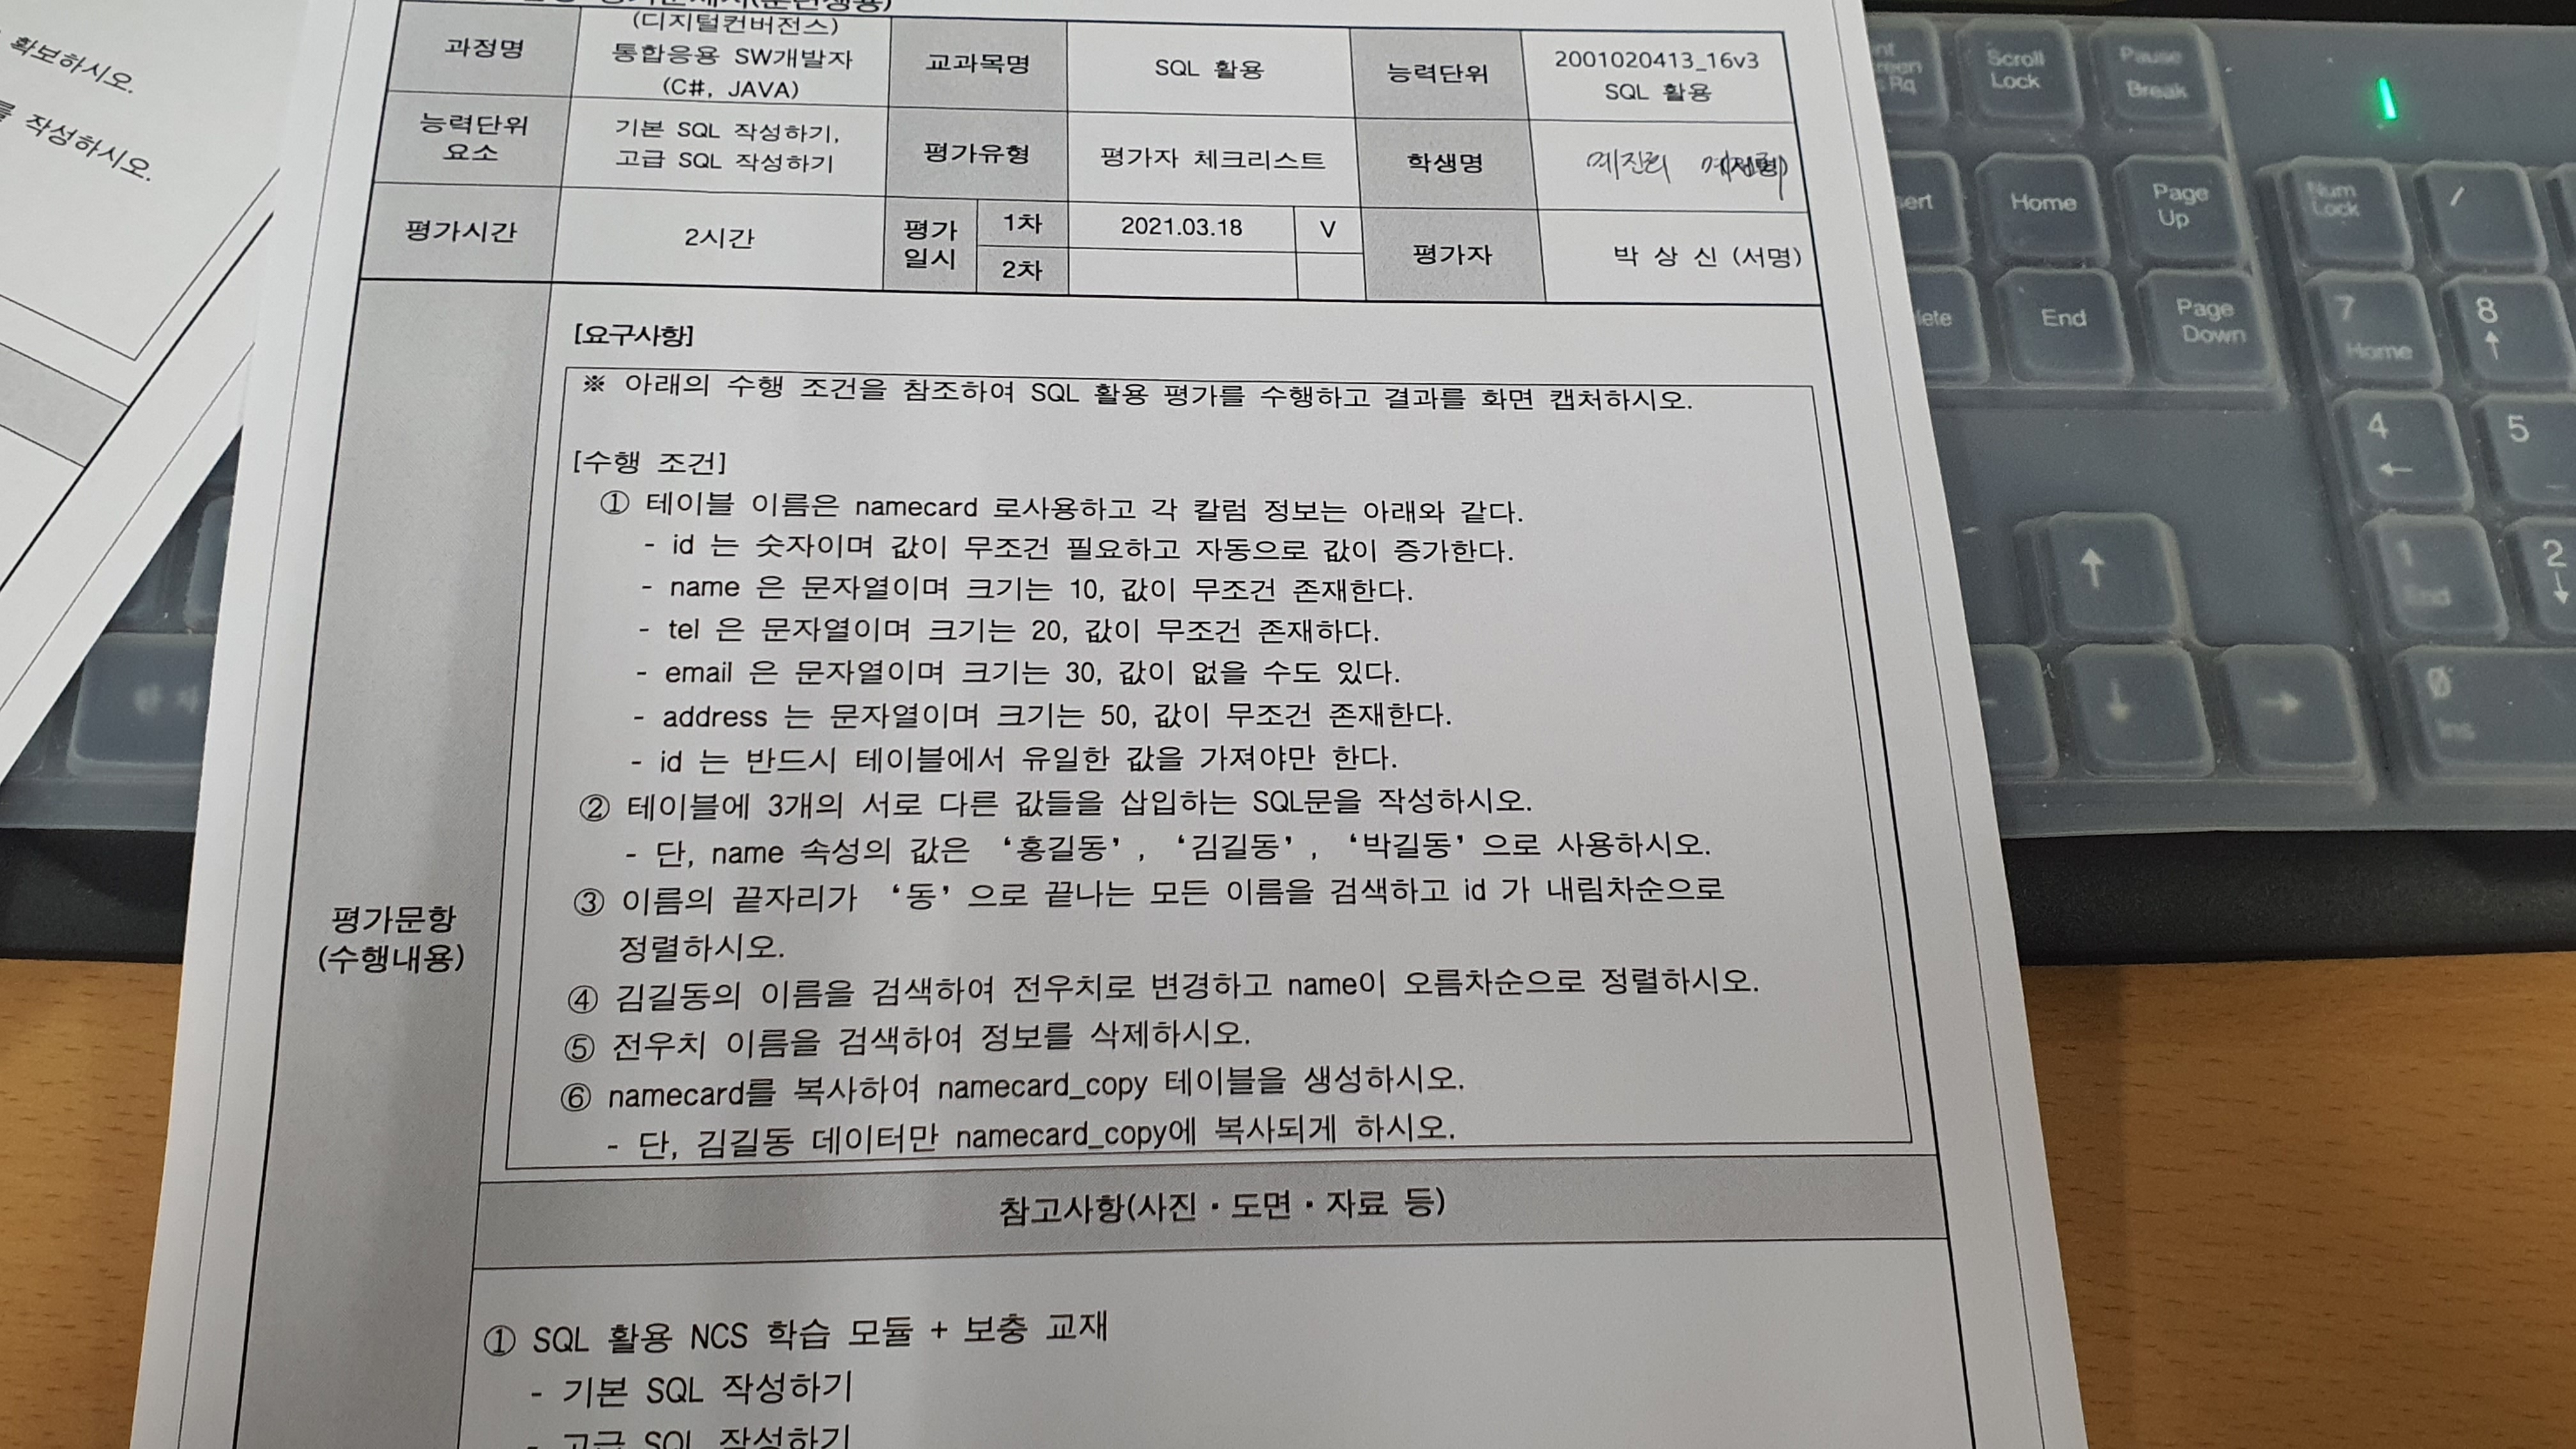 확보하시오.
작성하시오.
과정명
(디지털컨버전스)
통합응용 SW개발자
(C#, JAVA)
교과목명
SQL 활용
능력단위
2001020413_16v3
SQL 활용
능력단위
요소
기본 SQL 작성하기,
고급 SQL 작성하기
평가유형
평가자 체크리스트
학생명
평가시간
2시간
평가
일시
1차
2021.03.18
V
2차
평가자
박 상 신 (서명)
평가문항
(수행내용)
[요구사항]
※ 아래의 수행 조건을 참조하여 SQL 활용 평가를 수행하고 결과를 화면 캡처하시오.
[수행 조건]
① 테이블 이름은 namecard 로사용하고 각 칼럼 정보는 아래와 같다.
- id 는 숫자이며 값이 무조건 필요하고 자동으로 값이 증가한다.
- name 은 문자열이며 크기는 10, 값이 무조건 존재한다.
- tel 은 문자열이며 크기는 20, 값이 무조건 존재하다.
- email 은 문자열이며 크기는 30, 값이 없을 수도 있다.
- address 는 문자열이며 크기는 50, 값이 무조건 존재한다.
- id 는 반드시 테이블에서 유일한 값을 가져야만 한다.
② 테이블에 3개의 서로 다른 값들을 삽입하는 SQL문을 작성하시오.
- 단, name 속성의 값은 ‘홍길동’, ‘김길동’, ‘박길동’ 으로 사용하시오.
③ 이름의 끝자리가 ‘동’ 으로 끝나는 모든 이름을 검색하고 id 가 내림차순으로
정렬하시오.
④ 김길동의 이름을 검색하여 전우치로 변경하고 name이 오름차순으로 정렬하시오.
⑤ 전우치 이름을 검색하여 정보를 삭제하시오.
⑥ namecard를 복사하여 namecard_copy 테이블을 생성하시오.
- 단, 김길동 데이터만 namecard_copy에 복사되게 하시오.
참고사항(사진・도면・자료 등)
① SQL 활용 NCS 학습 모듈 + 보충 교재
- 기본 SQL 작성하기
- 고급 SQL 작성하기
Scroll
Lock
Pause
Break
Home
Page
Up
Num
Lock
/
End
Page
Down
7
Home
8
↑
4
←
5
↑
1
End
2
↓
↓
→
0
Ins
한자